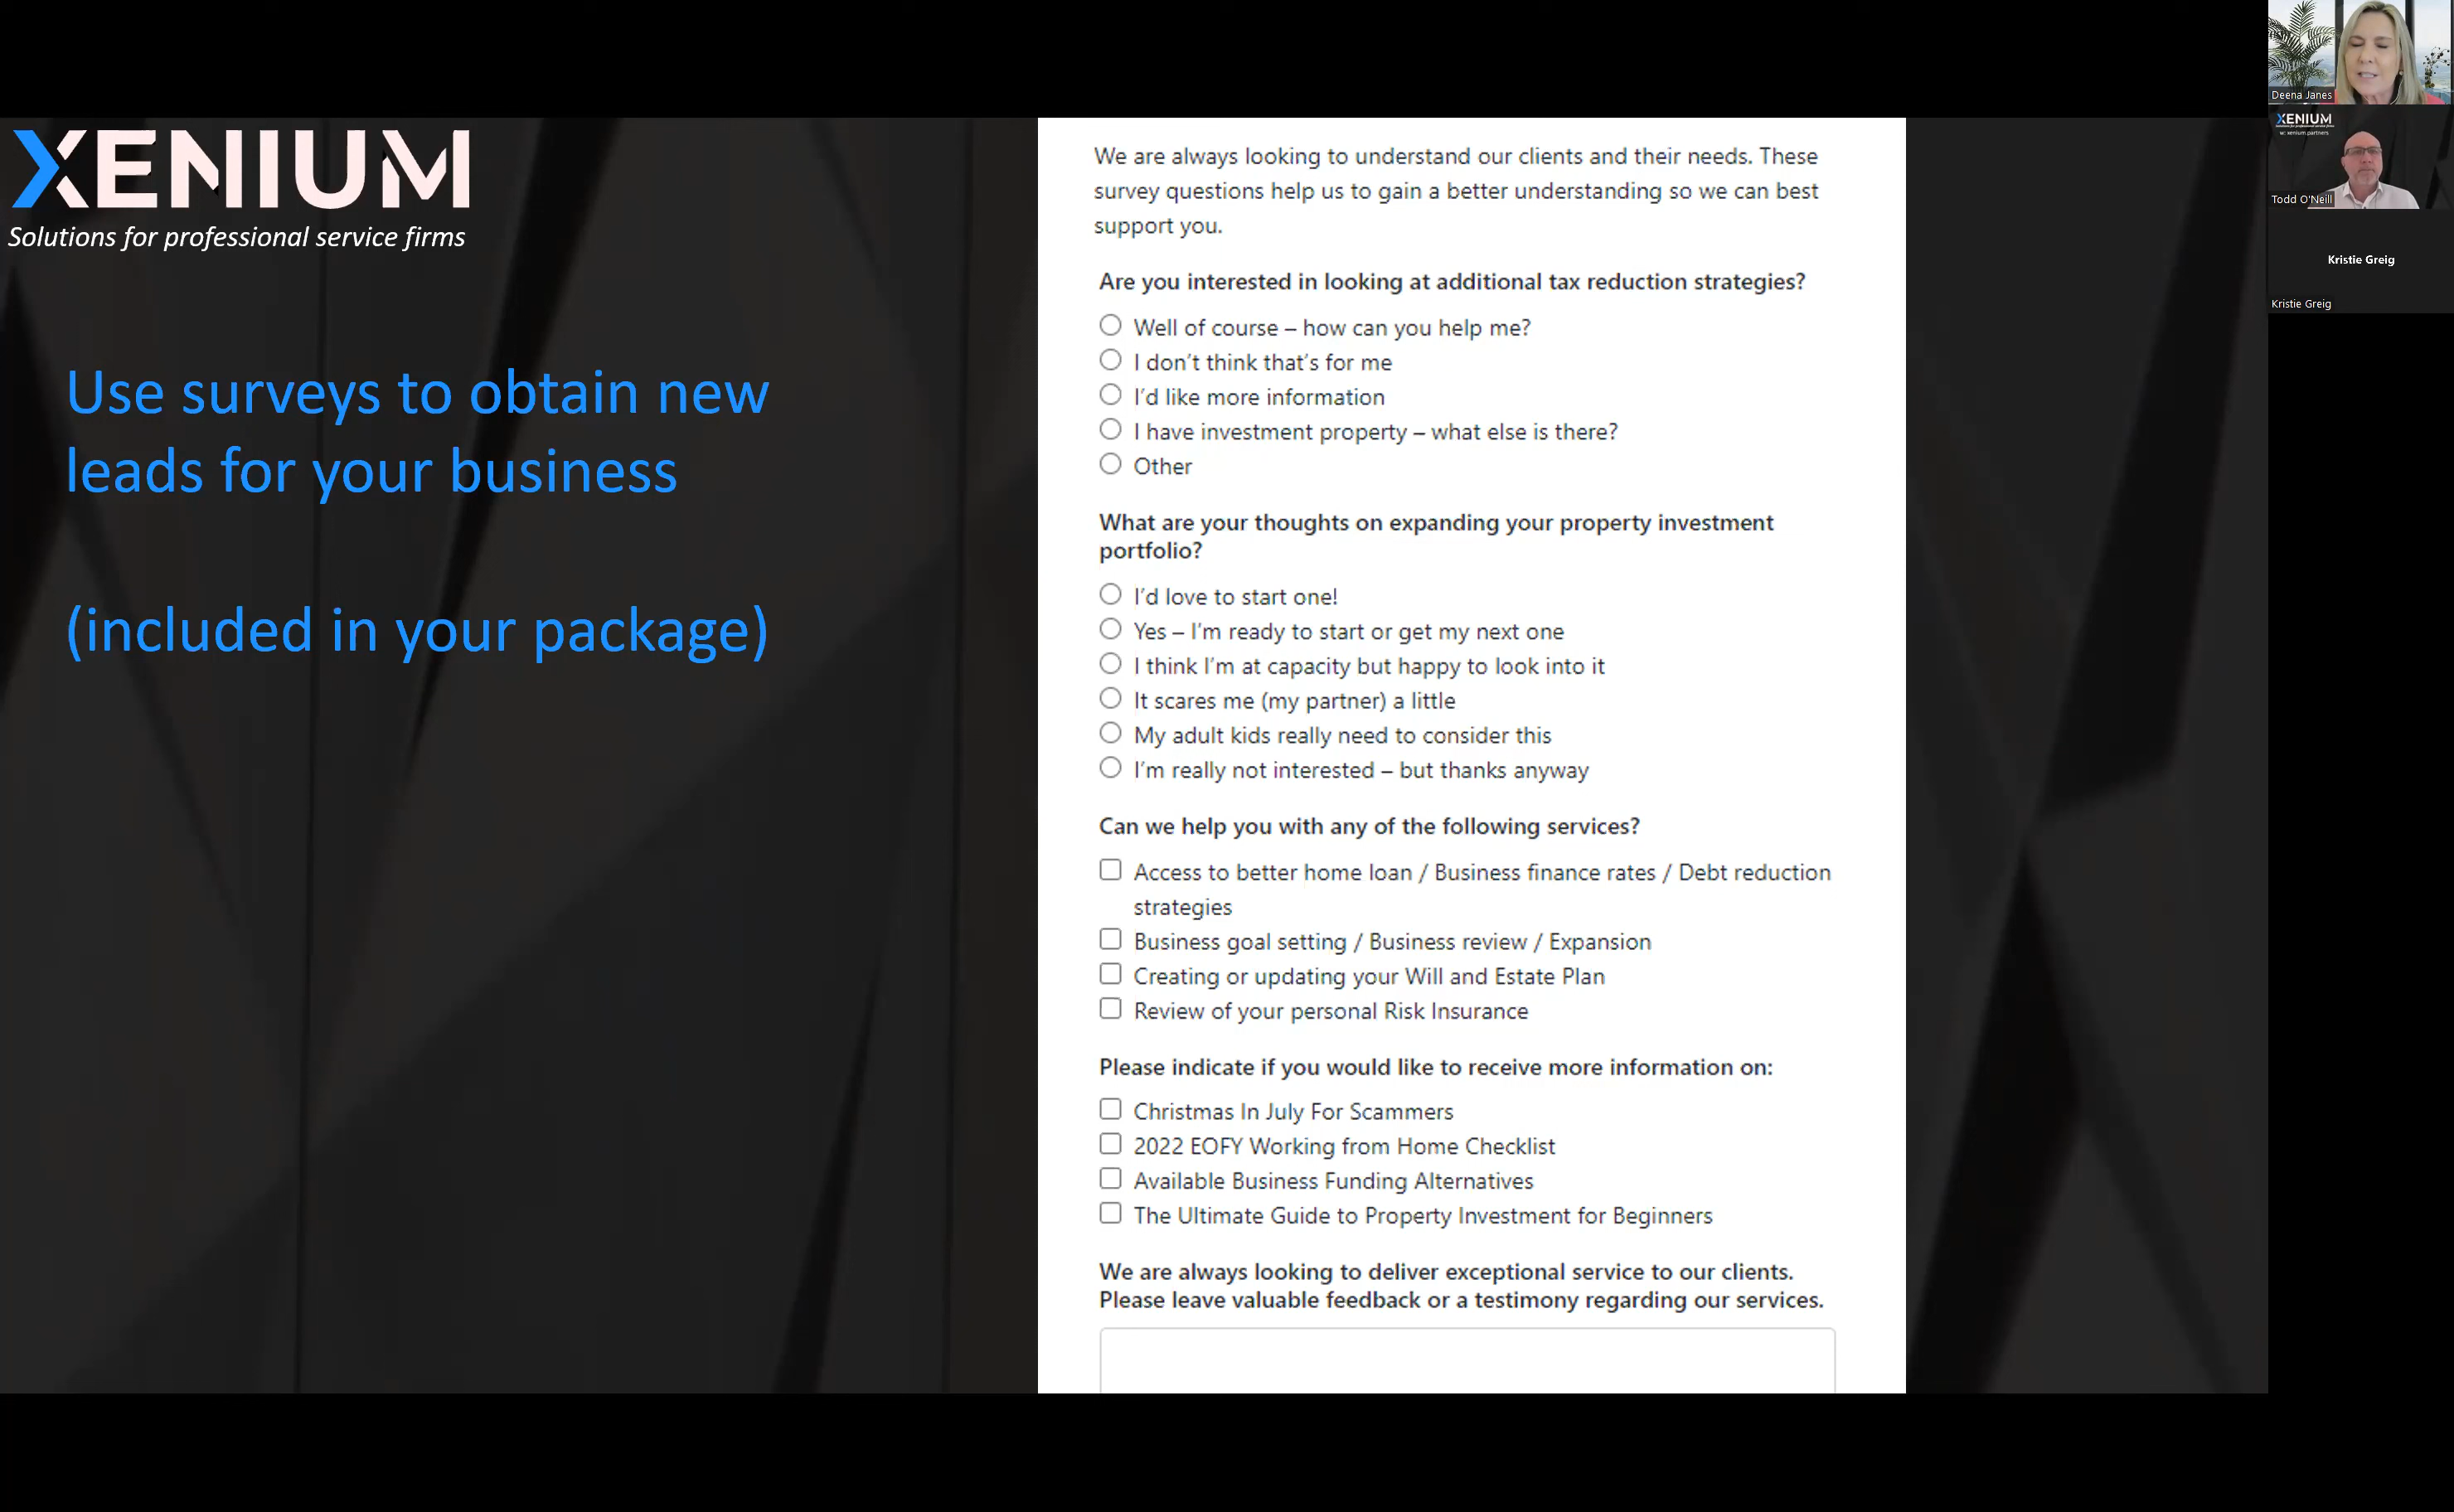 XENIUM
Solutions for professional service firms
Use surveys to obtain new
leads for your business
(included in your package)
We are always looking to understand our clients and their needs. These
survey questions help us to gain a better understanding so we can best
support you.
Are you interested in looking at additional tax reduction strategies?
Well of course – how can you help me?
I don’t think that’s for me
I’d like more information
I have investment property – what else is there?
Other
What are your thoughts on expanding your property investment
portfolio?
I’d love to start one!
Yes – I’m ready to start or get my next one
I think I’m at capacity but happy to look into it
It scares me (my partner) a little
My adult kids really need to consider this
I’m really not interested – but thanks anyway
Can we help you with any of the following services?
Access to better home loan / Business finance rates / Debt reduction
strategies
Business goal setting / Business review / Expansion
Creating or updating your Will and Estate Plan
Review of your personal Risk Insurance
Please indicate if you would like to receive more information on:
Christmas In July For Scammers
2022 EOFY Working from Home Checklist
Available Business Funding Alternatives
The Ultimate Guide to Property Investment for Beginners
We are always looking to deliver exceptional service to our clients.
Please leave valuable feedback or a testimony regarding our services.
Deena Janes
XENIUM
Solutions for professional service firms
w: xenium partners
Todd O'Neill
Kristie Greig
Kristie Greig